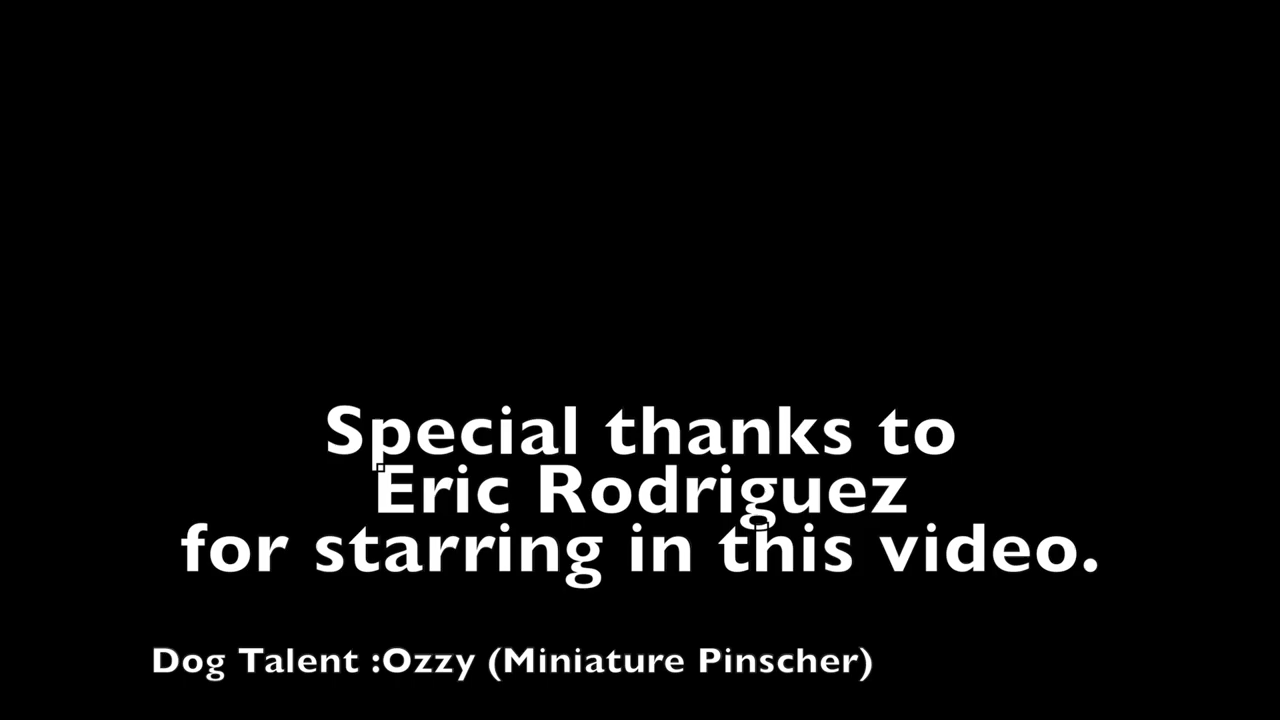 Special thanks to
Eric Rodriguez
for starring in this video.
Dog Talent :Ozzy (Miniature Pinscher)